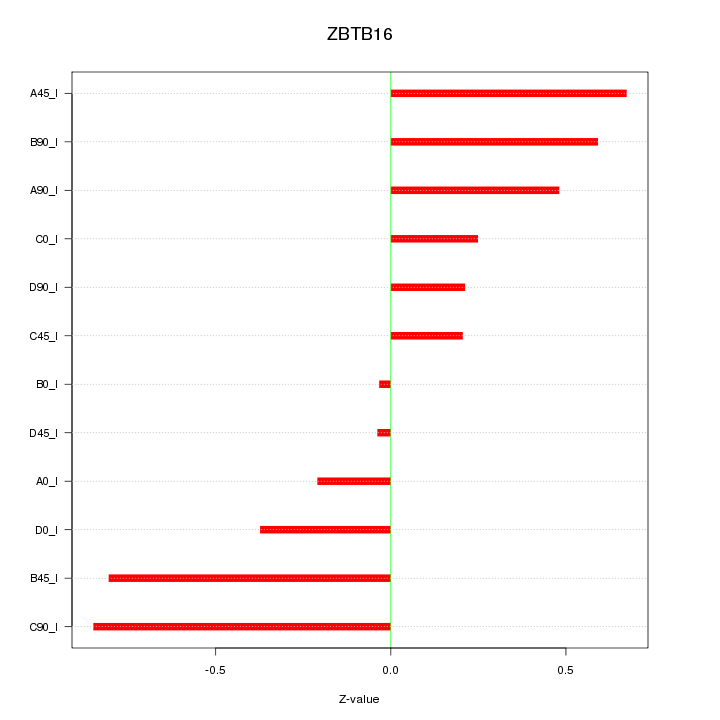 ZBTB16
A45_I
B90_I
A90_I
C0_I
D90_I
C45_I
B0_I
D45_I
A0_I
D0_I
B45_I
C90_I
-0.5 0.0 0.5
Z-value